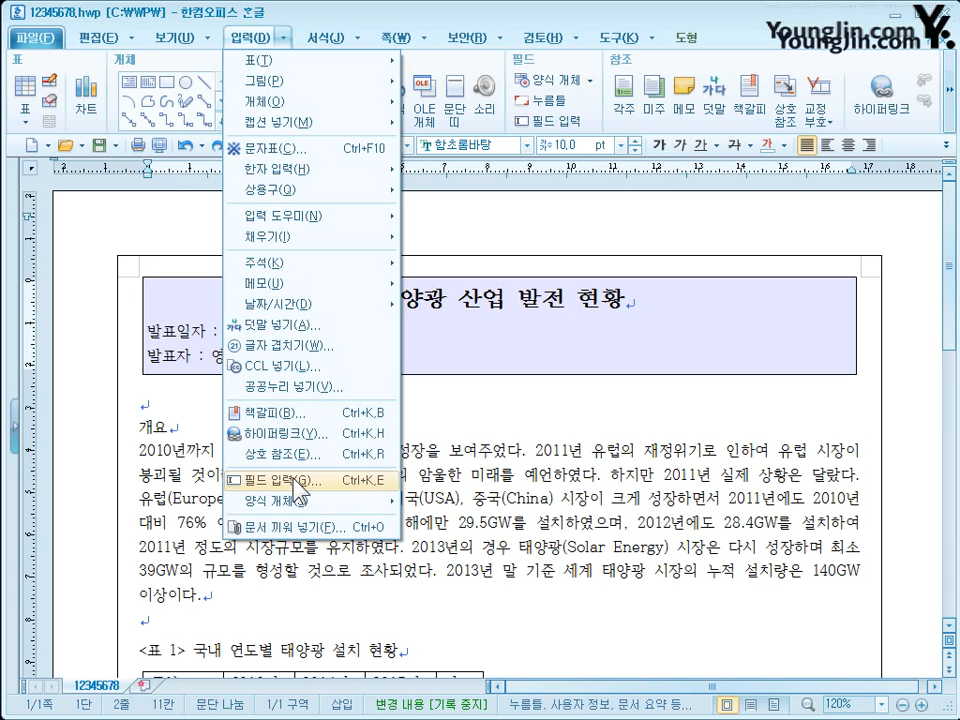 12345678.hwp [C:\WPW] - 한컴오피스 한글
YoungJin.com
YoungJin.com
파일(F) 편집(E) 보기(U) 입력(D) 서식(J) 쪽(W) 보안(R) 검토(H) 도구(K) 도형
표 개체 필드 참조
표 차트 OLE 개체 문단 띠 소리
양식 개체
누름틀
필드 입력
각주 미주 메모 덧말 책갈피 상호 참조 교정 부호 하이퍼링크
표(T)
그림(P)
개체(O)
캡션 넣기(M)
문자표(C)... Ctrl+F10
한자 입력(H)
상용구(Q)
입력 도우미(N)
채우기(I)
주석(K)
메모(U)
날짜/시간(D)
덧말 넣기(A)...
글자 겹치기(W)...
CCL 넣기(L)...
공공누리 넣기(V)...
책갈피(B)... Ctrl+K,B
하이퍼링크(Y)... Ctrl+K,H
상호 참조(E)... Ctrl+K,R
필드 입력(G)... Ctrl+K,E
양식 개체
문서 끼워 넣기(F)... Ctrl+O
함초롬바탕 10,0 pt 가 가 가 가 가
8 9 10 11 12 13 14 15 16 17 18
양광 산업 발전 현황
발표일자 :
발표자 : 영
개요
2010년까지 성장을 보여주었다. 2011년 유럽의 재정위기로 인하여 유럽 시장이
붕괴될 것이 암울한 미래를 예언하였다. 하지만 2011년 실제 상황은 달랐다.
유럽(Europe 국(USA), 중국(China) 시장이 크게 성장하면서 2011년에도 2010년
대비 76% 해에만 29.5GW를 설치하였으며, 2012년에도 28.4GW를 설치하여
2011년 정도의 시장규모를 유지하였다. 2013년의 경우 태양광(Solar Energy) 시장은 다시 성장하며 최소
39GW의 규모를 형성할 것으로 조사되었다. 2013년 말 기준 세계 태양광 시장의 누적 설치량은 140GW
이상이다.
<표 1> 국내 연도별 태양광 설치 현황
12345678
1/1쪽 1단 2줄 11칸 문단 나눔 1/1 구역 삽입 변경 내용 [기록 중지] 누름틀, 사용자 정보, 문서 요약 등... 120%